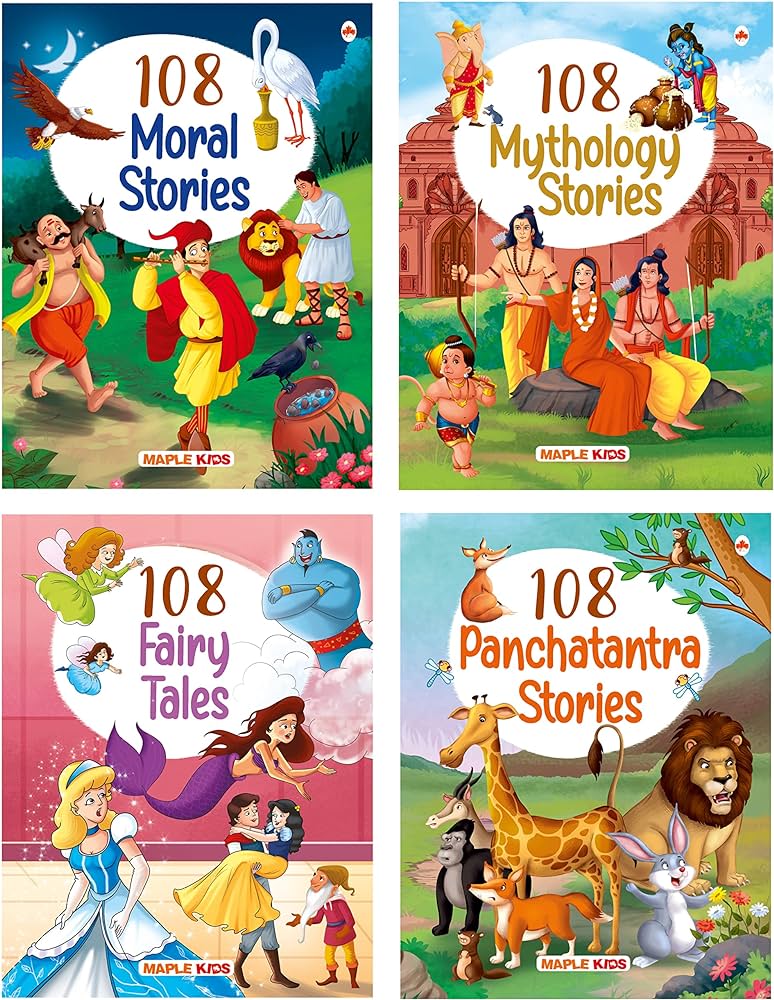 108
Moral
Stories
MAPLE KIDS
108
Mythology
Stories
MAPLE KIDS
108
Fairy
Tales
MAPLE KIDS
108
Panchatantra
Stories
MAPLE KIDS